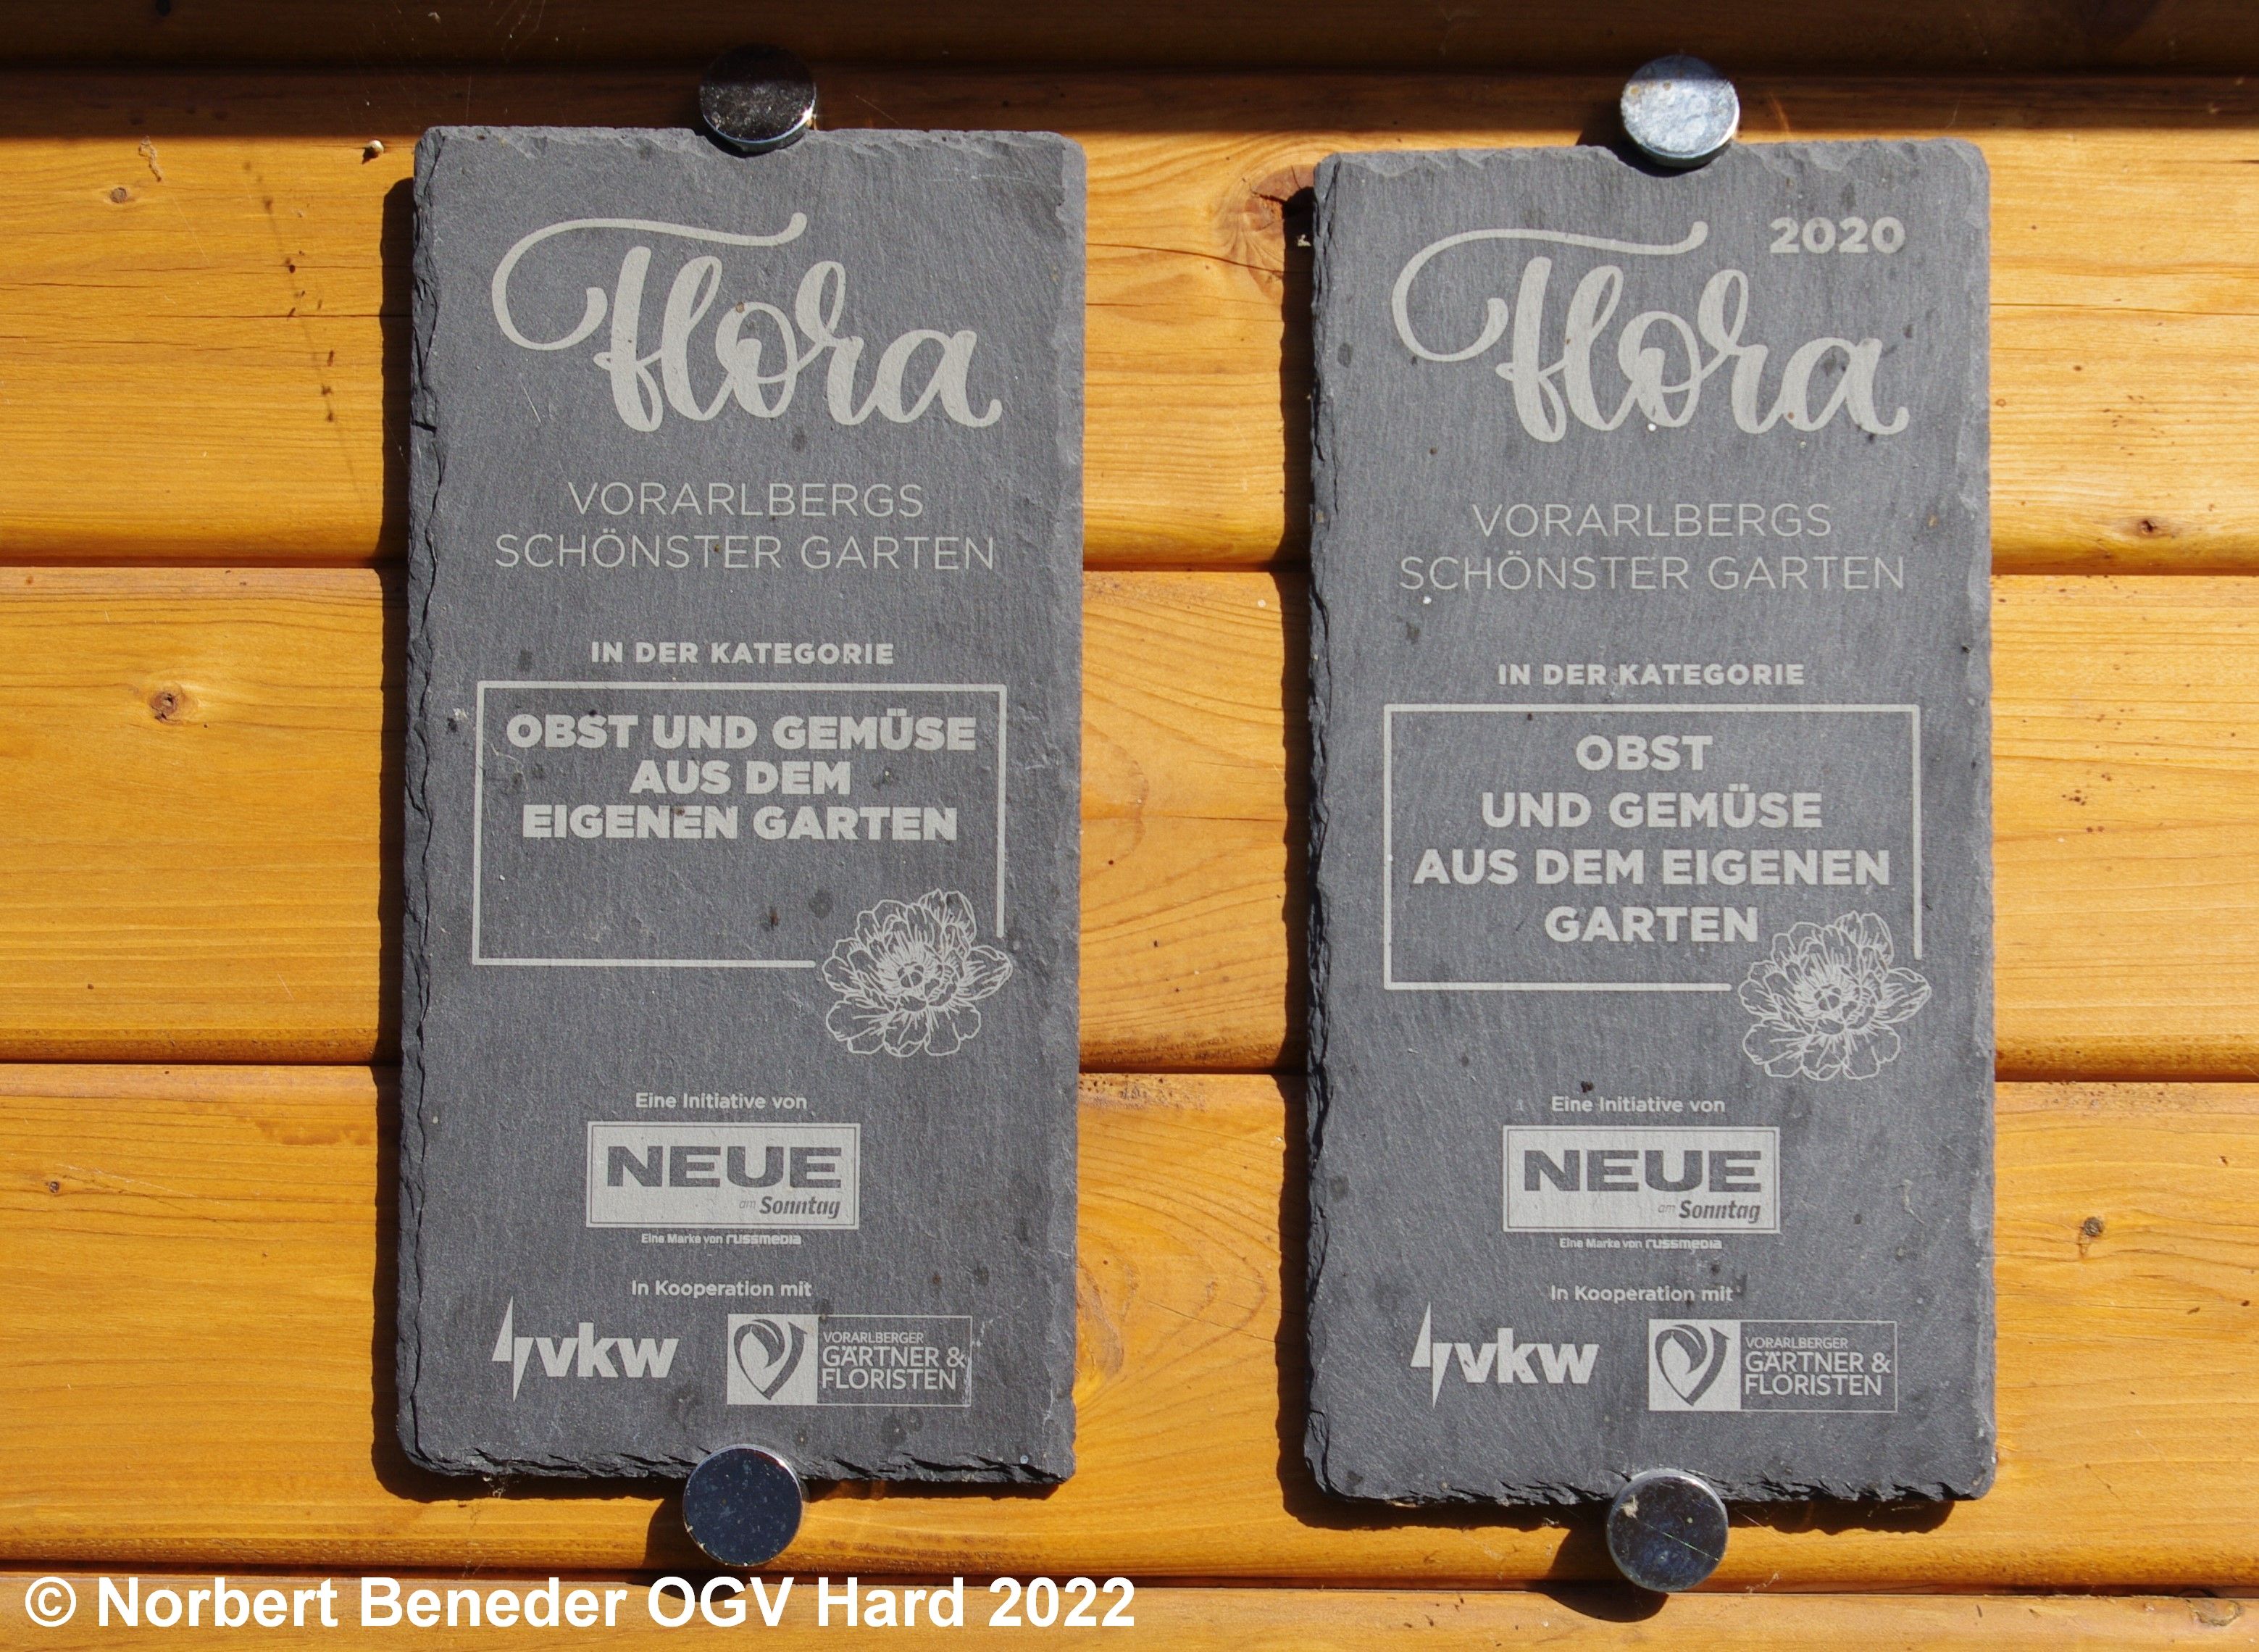 Flora
VORARLBERGS
SCHÖNSTER GARTEN
IN DER KATEGORIE
OBST UND GEMÜSE
AUS DEM
EIGENEN GARTEN
Eine Initiative von
NEUE
am Sonntag
Eine Marke von russmedia
In Kooperation mit
vkw
VORARLBERGER
GÄRTNER &
FLORISTEN
2020
Flora
VORARLBERGS
SCHÖNSTER GARTEN
IN DER KATEGORIE
OBST
UND GEMÜSE
AUS DEM EIGENEN
GARTEN
Eine Initiative von
NEUE
am Sonntag
Eine Marke von russmedia
In Kooperation mit
vkw
VORARLBERGER
GÄRTNER &
FLORISTEN
© Norbert Beneder OGV Hard 2022